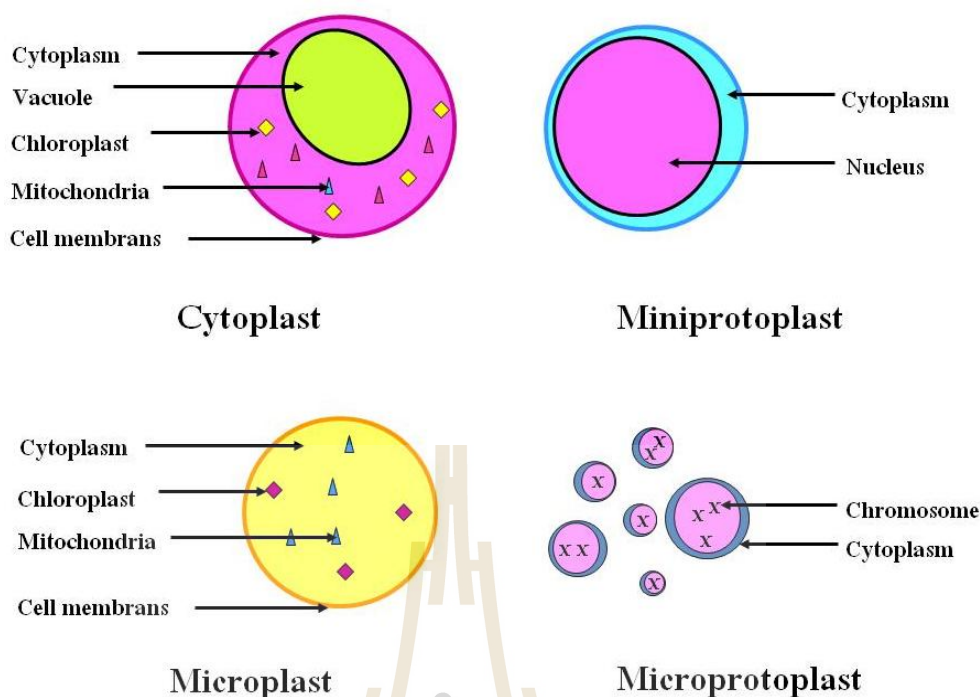 Cytoplasm
Vacuole
Chloroplast
Mitochondria
Cell membrans
Cytoplast
Cytoplasm
Nucleus
Miniprotoplast
Cytoplasm
Chloroplast
Mitochondria
Cell membrans
Microplast
x x
x
x
x
x x
x x
x
x
Chromosome
Cytoplasm
Microprotoplast